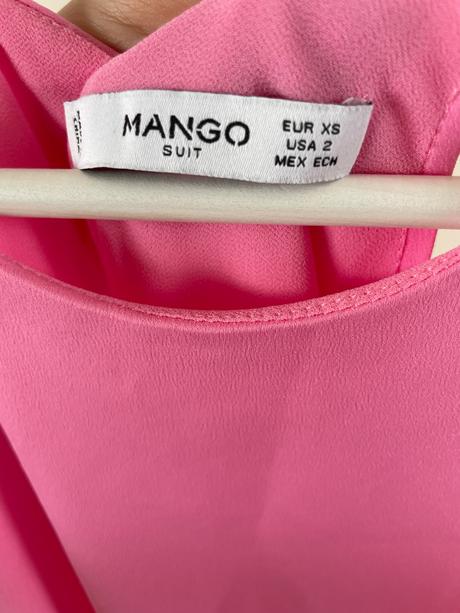 MANGO
SUIT
EUR XS
USA 2
MEX ECH